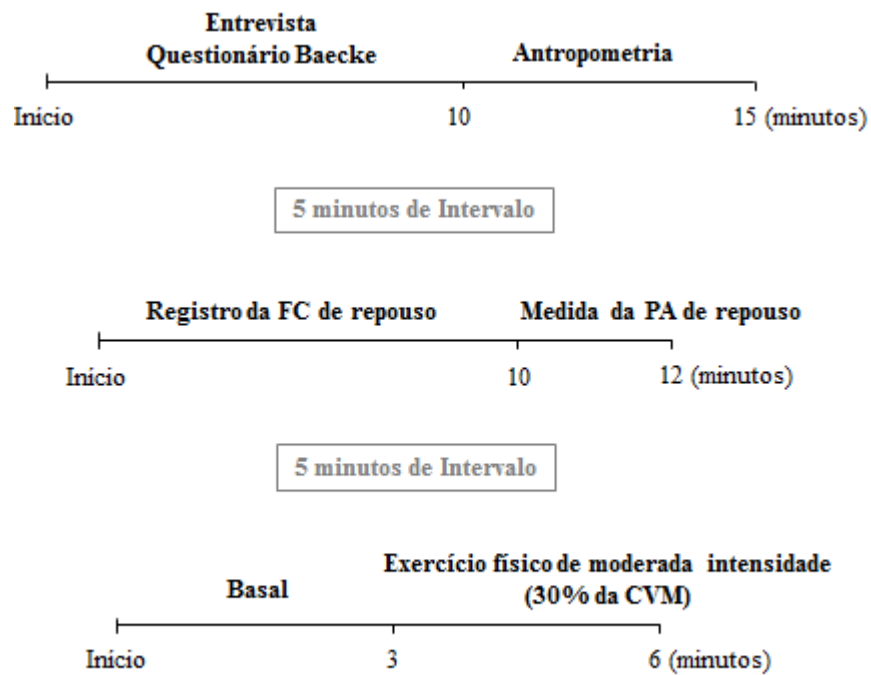 Entrevista
Questionário Baecke
Antropometria
Início
10
15 (minutos)
5 minutos de Intervalo
Registro da FC de repouso
Medida da PA de repouso
Início
10
12 (minutos)
5 minutos de Intervalo
Basal
Exercício físico de moderada intensidade
(30% da CVM)
Início
3
6 (minutos)